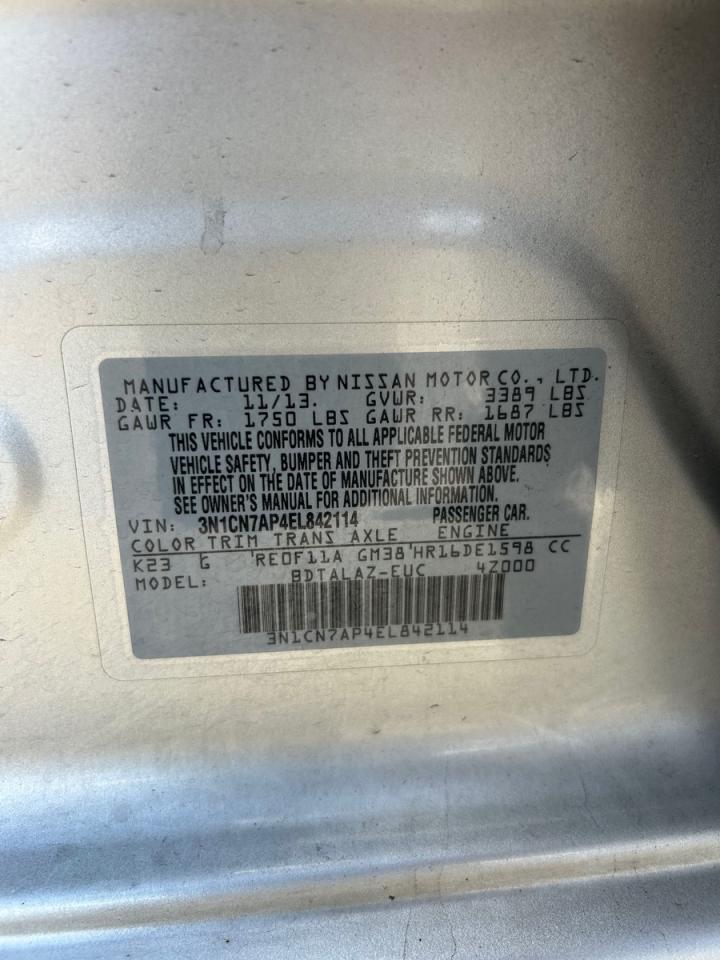 MANUFACTURED BY NISSAN MOTOR CO., LTD.
DATE: 11/13. GVWR: 3389 LBS
GAWR FR: 1750 LBS GAWR RR: 1687 LBS
THIS VEHICLE CONFORMS TO ALL APPLICABLE FEDERAL MOTOR
VEHICLE SAFETY, BUMPER AND THEFT PREVENTION STANDARDS
IN EFFECT ON THE DATE OF MANUFACTURE SHOWN ABOVE.
SEE OWNER'S MANUAL FOR ADDITIONAL INFORMATION.
VIN: 3N1CN7AP4EL842114 PASSENGER CAR.
COLOR TRIM TRANS AXLE ENGINE
K23 G RE0F11A GM38 HR16DE1598 CC
MODEL: BDTALAZ-EUC 4Z000
3N1CN7AP4EL842114